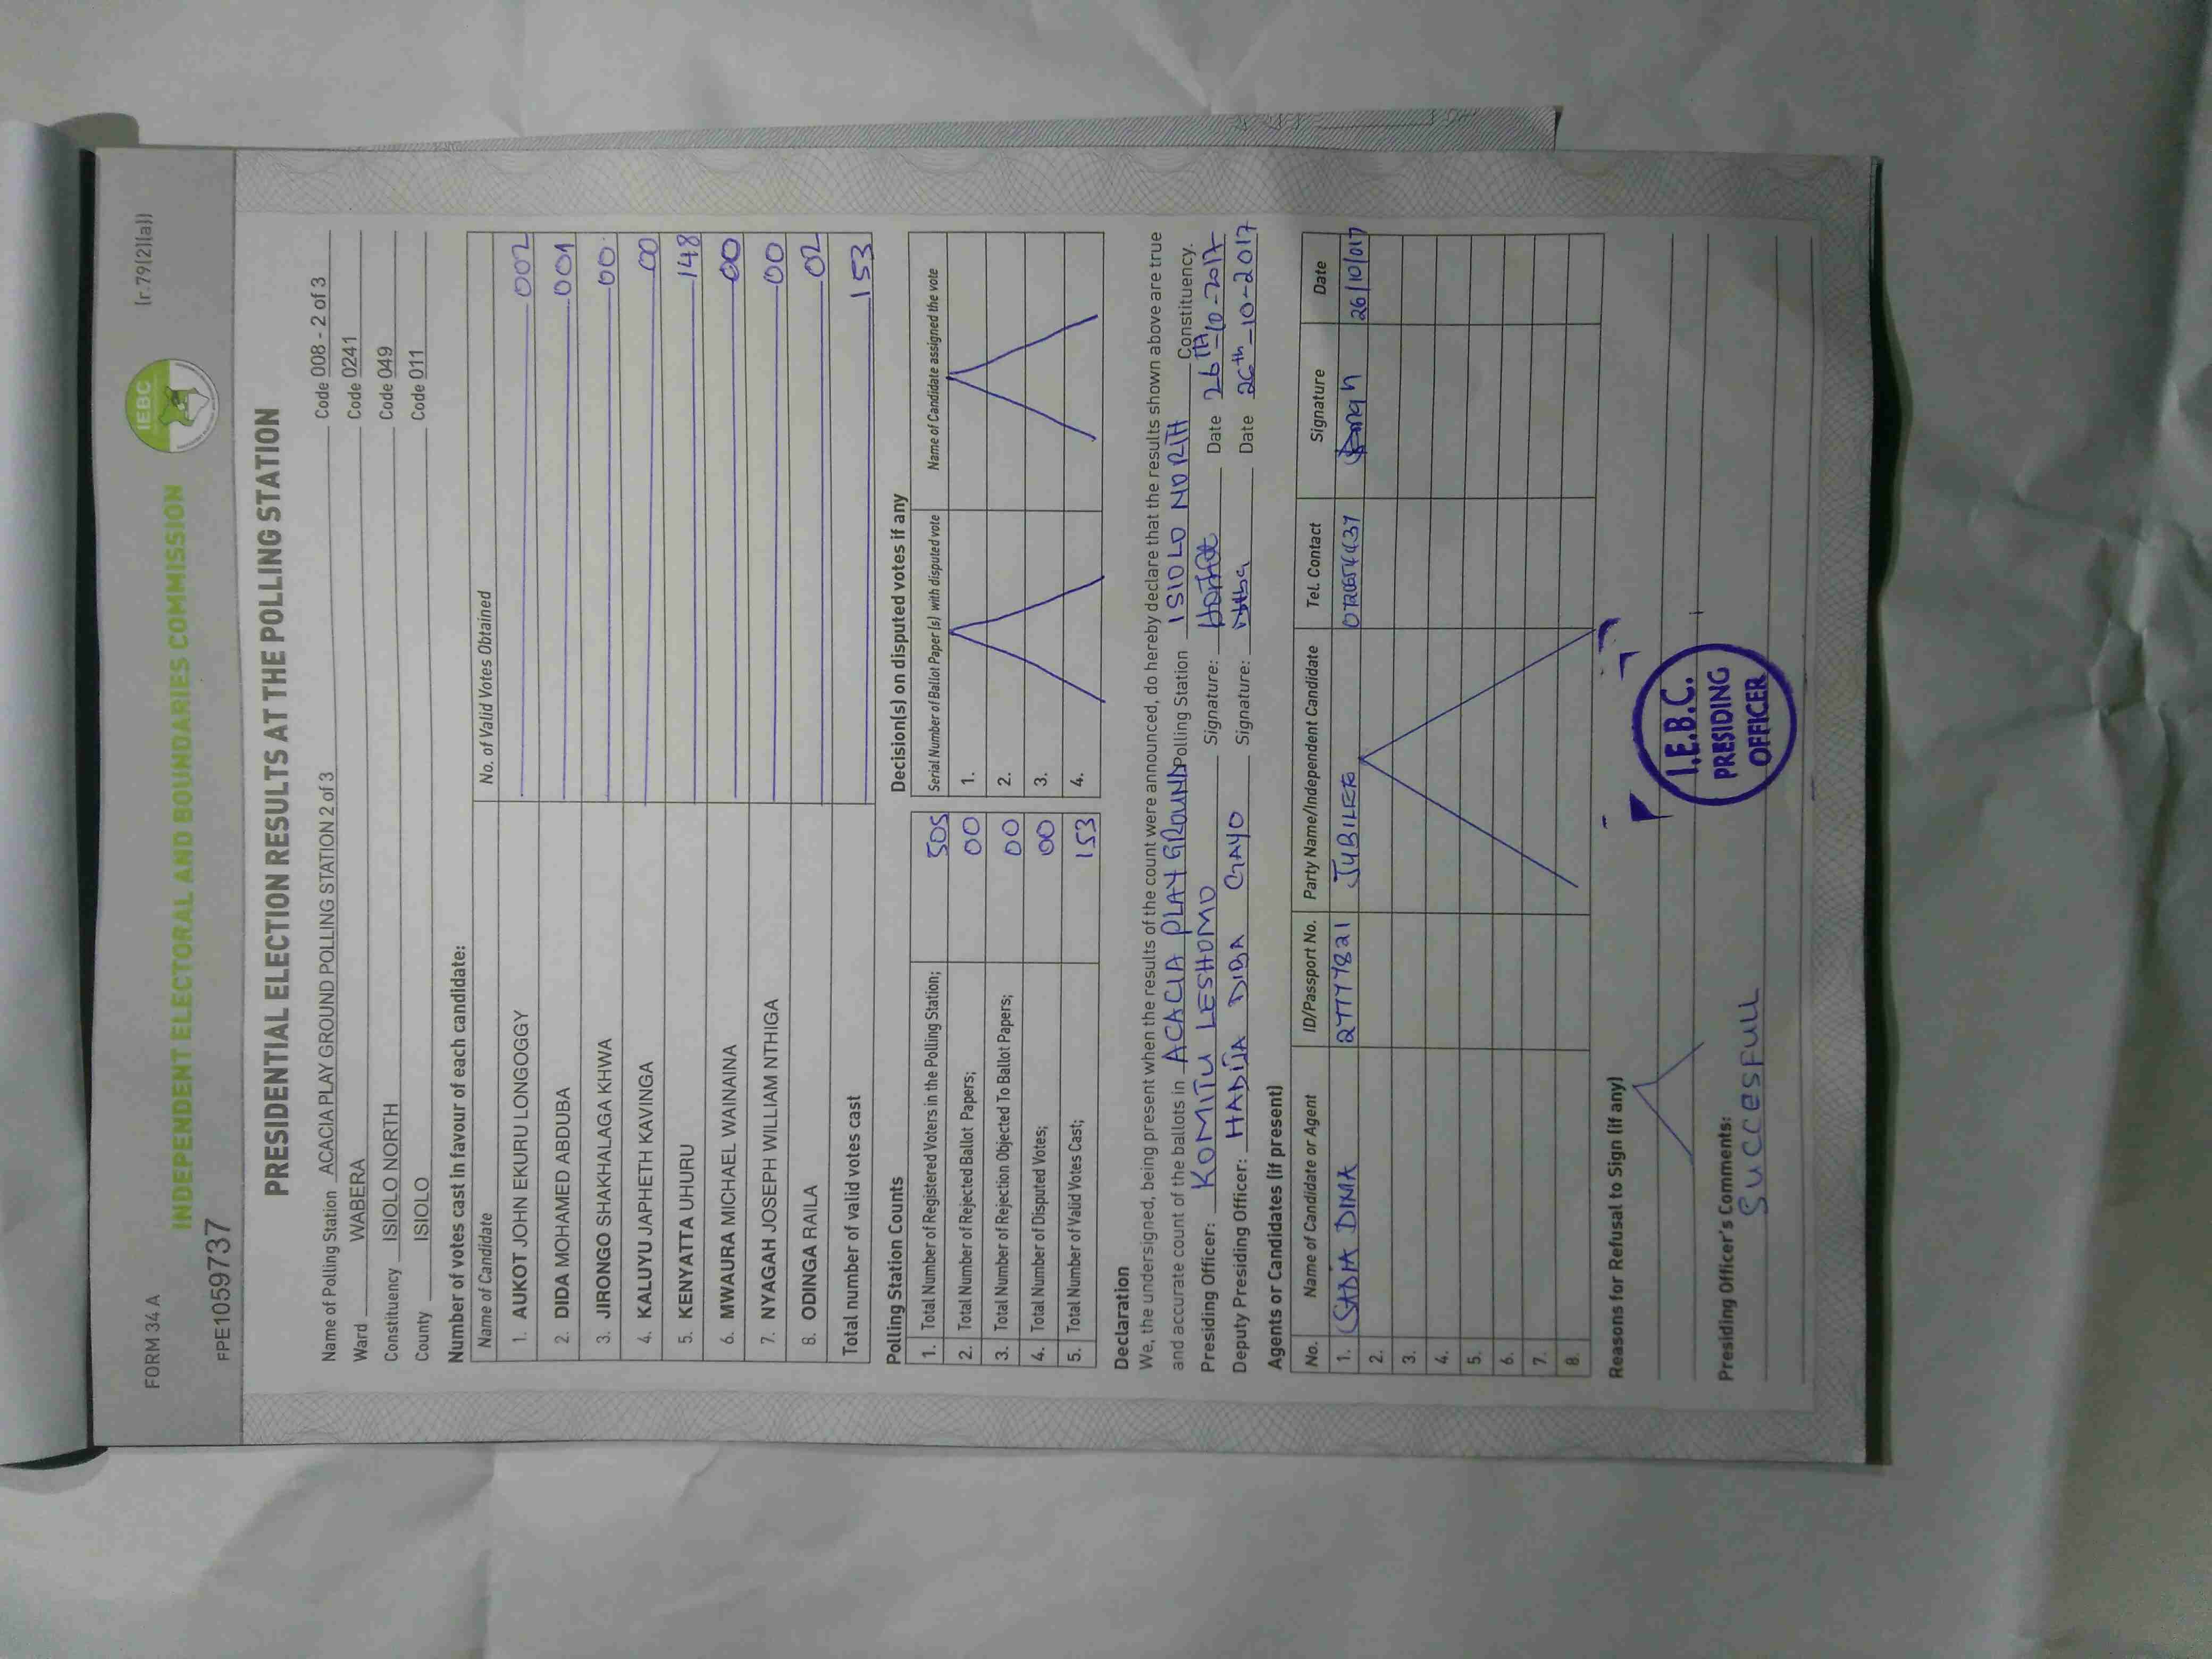 FORM 34 A
(r.79(2)(a))
IEBC
INDEPENDENT ELECTORAL AND BOUNDARIES COMMISSION
FPE1059737
PRESIDENTIAL ELECTION RESULTS AT THE POLLING STATION
Name of Polling Station ACACIA PLAY GROUND POLLING STATION 2 of 3 Code 008 - 2 of 3
Ward WABERA Code 0241
Constituency ISIOLO NORTH Code 049
County ISIOLO Code 011
Number of votes cast in favour of each candidate:
Name of Candidate No. of Valid Votes Obtained
1. AUKOT JOHN EKURU LONGOGGY 002
2. DIDA MOHAMED ABDUBA 001
3. JIRONGO SHAKHALAGA KHWA 00
4. KALUYU JAPHETH KAVINGA 00
5. KENYATTA UHURU 148
6. MWAURA MICHAEL WAINAINA 00
7. NYAGAH JOSEPH WILLIAM NTHIGA 00
8. ODINGA RAILA 02
Total number of valid votes cast 153
Polling Station Counts
1. Total Number of Registered Voters in the Polling Station; 505
2. Total Number of Rejected Ballot Papers; 00
3. Total Number of Rejection Objected To Ballot Papers; 00
4. Total Number of Disputed Votes; 00
5. Total Number of Valid Votes Cast; 153
Decision(s) on disputed votes if any
Serial Number of Ballot Paper (s) with disputed vote Name of Candidate assigned the vote
1.
2.
3.
4.
Declaration
We, the undersigned, being present when the results of the count were announced, do hereby declare that the results shown above are true
and accurate count of the ballots in ACACIA PLAY GROUND Polling Station ISIOLO NORTH Constituency.
Presiding Officer: KOMITU LESHOMO Signature: Date 26TH-10-2017
Deputy Presiding Officer: HADIJA DIBA GAYO Signature: Date 26th-10-2017
Agents or Candidates (if present)
No. Name of Candidate or Agent ID/Passport No. Party Name/Independent Candidate Tel. Contact Signature Date
1. SADIA DIMA 27777821 JUBILEE 26/10/017
2.
3.
4.
5.
6.
7.
8.
Reasons for Refusal to Sign (if any)
Presiding Officer's Comments:
SuccesFull
I.E.B.C.
PRESIDING
OFFICER